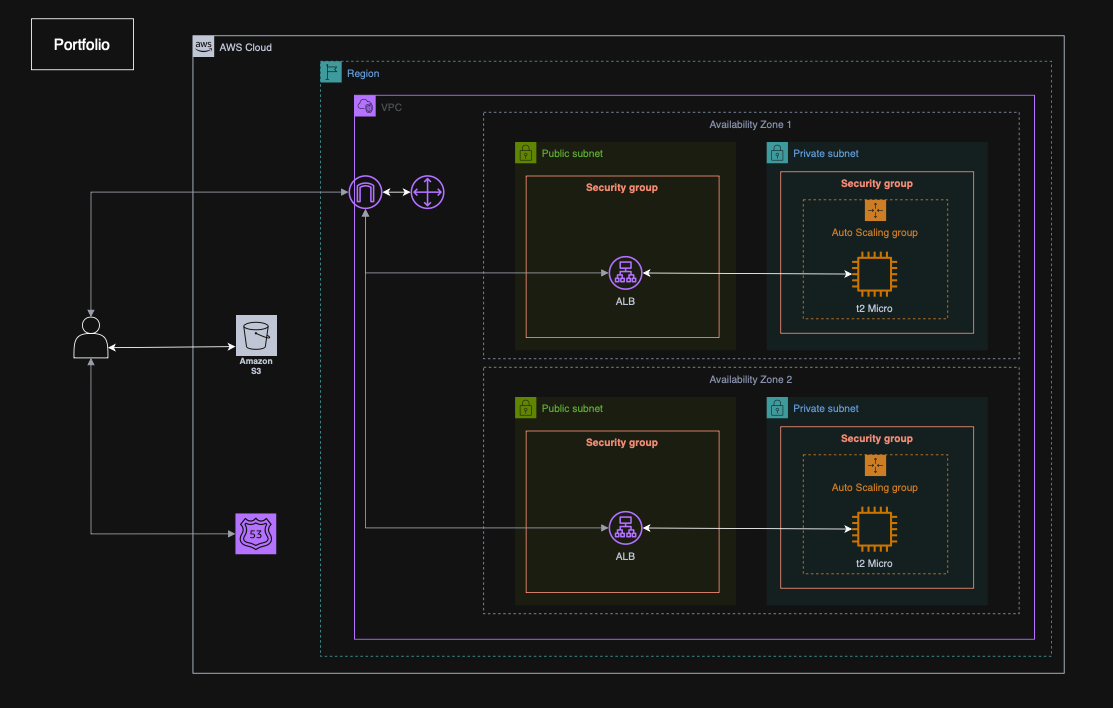 Portfolio
aws
AWS Cloud
Region
VPC
Availability Zone 1
Public subnet
Private subnet
Security group
Security group
Auto Scaling group
ALB
t2 Micro
Amazon
S3
Availability Zone 2
Public subnet
Private subnet
Security group
Security group
Auto Scaling group
53
ALB
t2 Micro